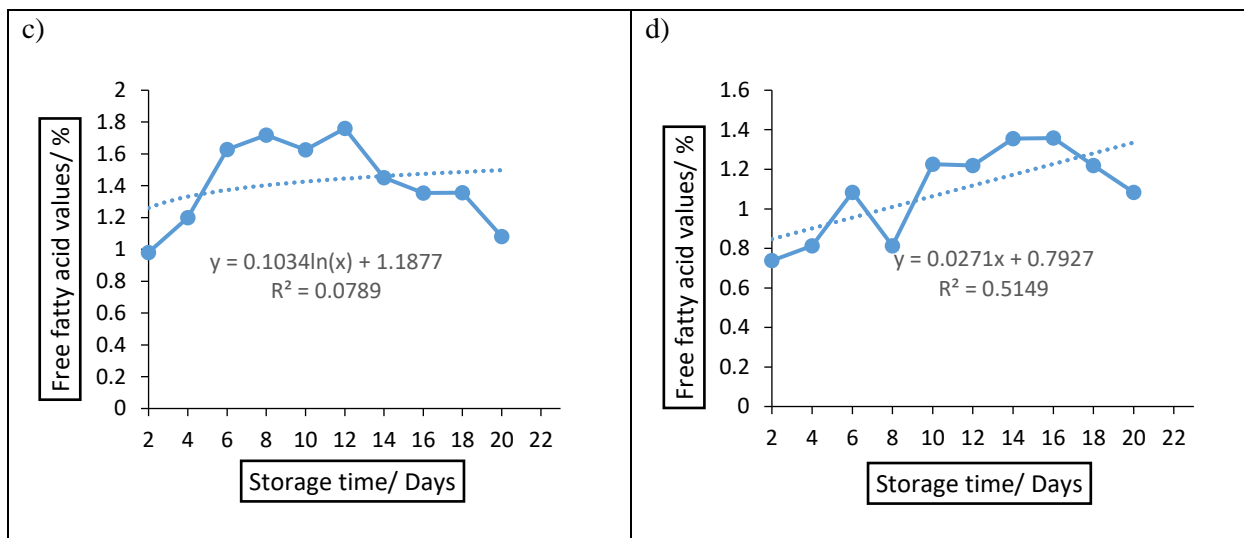 c)
Free fatty acid values/ %
2
1.8
1.6
1.4
1.2
1
0.8
0.6
0.4
0.2
0
y = 0.1034ln(x) + 1.1877
R² = 0.0789
2 4 6 8 10 12 14 16 18 20 22
Storage time/ Days
d)
Free fatty acid values/ %
1.6
1.4
1.2
1
0.8
0.6
0.4
0.2
0
y = 0.0271x + 0.7927
R² = 0.5149
2 4 6 8 10 12 14 16 18 20 22
Storage time/ Days